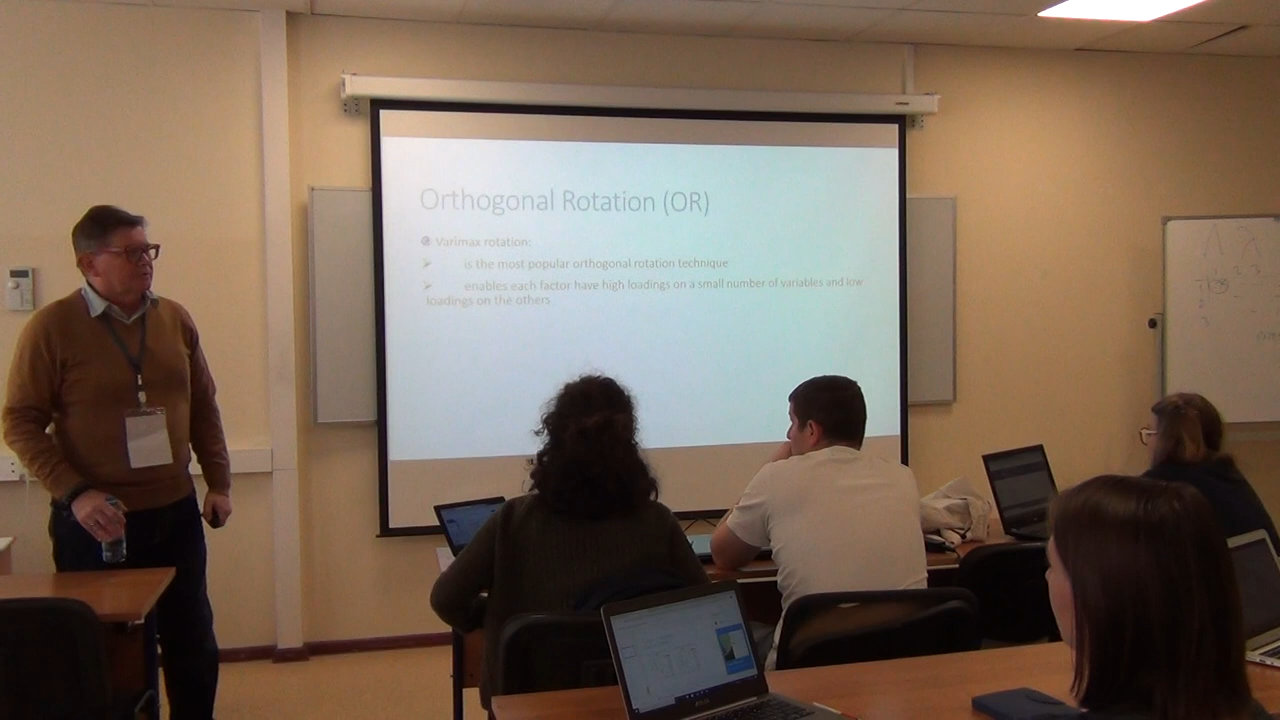 Orthogonal Rotation (OR)
Varimax rotation:
is the most popular orthogonal rotation technique
enables each factor have high loadings on a small number of variables and low
loadings on the others
ASUS